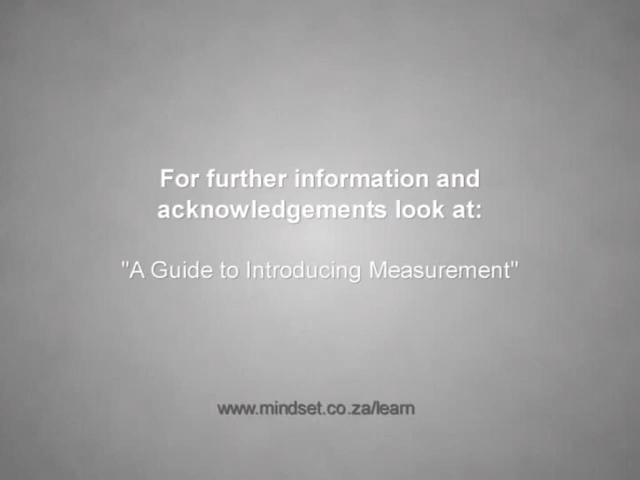 For further information and
acknowledgements look at:
"A Guide to Introducing Measurement"
www.mindset.co.za/learn